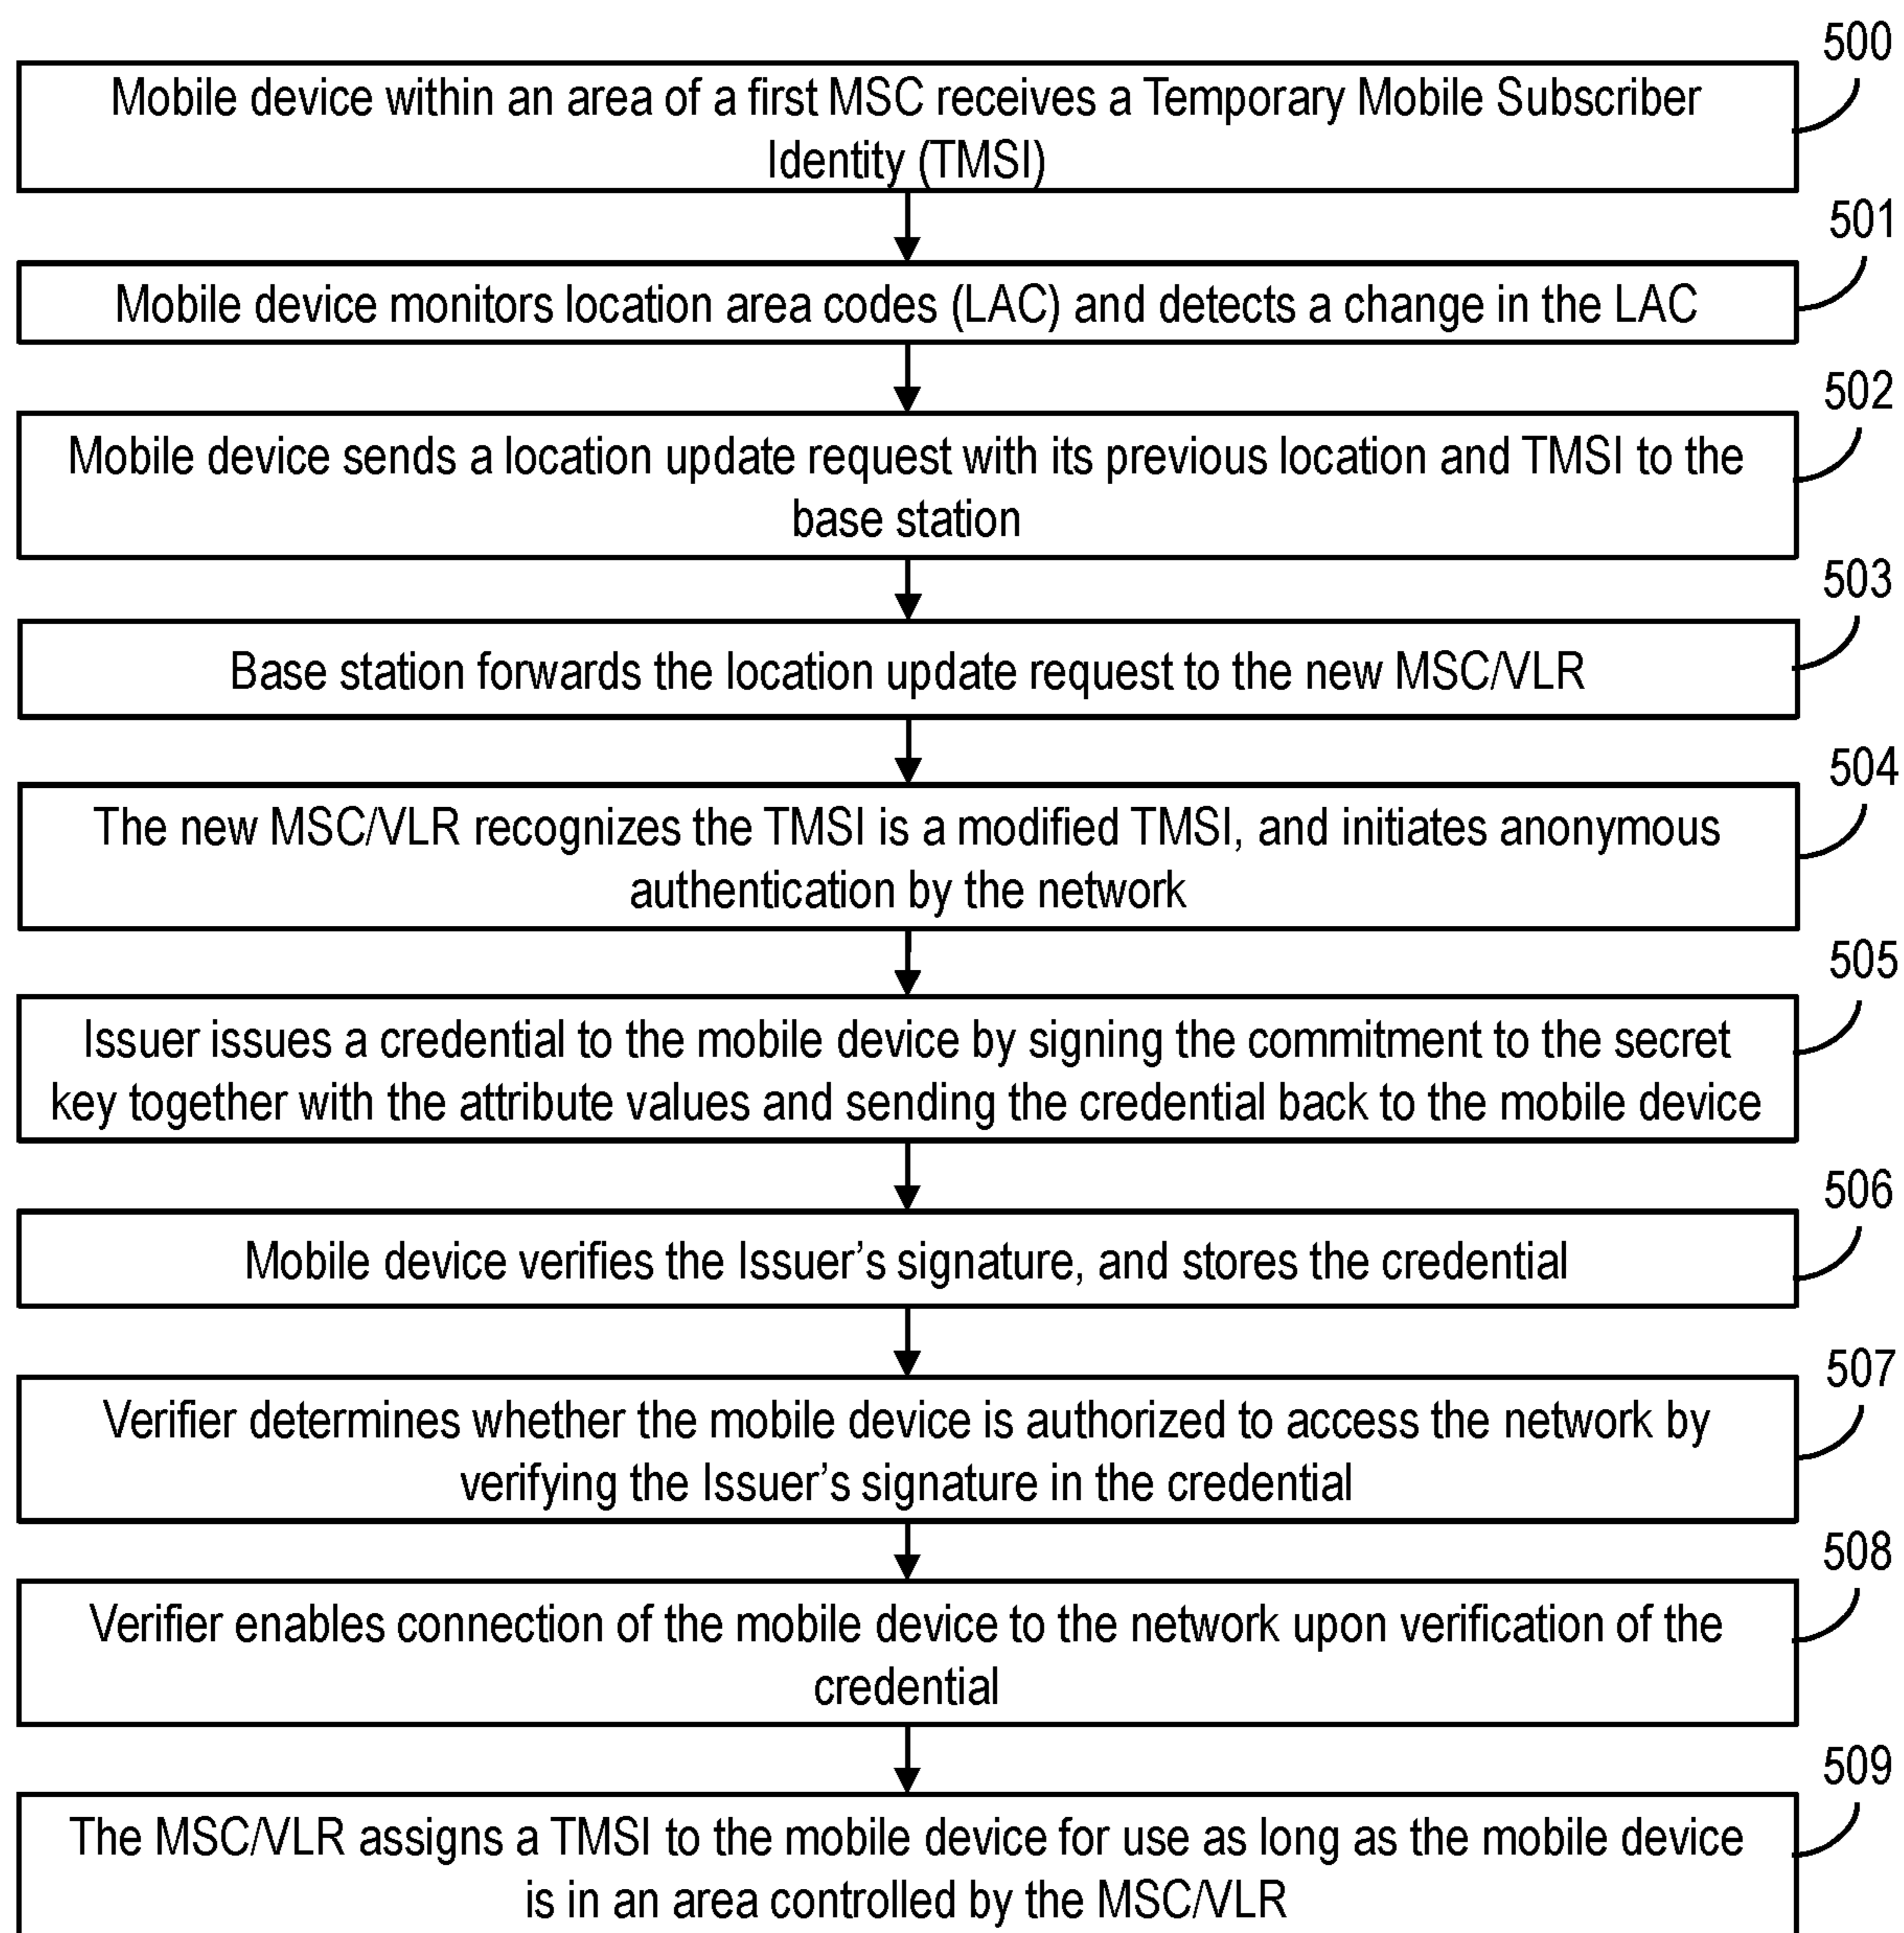 500
Mobile device within an area of a first MSC receives a Temporary Mobile Subscriber
Identity (TMSI)
501
Mobile device monitors location area codes (LAC) and detects a change in the LAC
502
Mobile device sends a location update request with its previous location and TMSI to the
base station
503
Base station forwards the location update request to the new MSC/VLR
504
The new MSC/VLR recognizes the TMSI is a modified TMSI, and initiates anonymous
authentication by the network
505
Issuer issues a credential to the mobile device by signing the commitment to the secret
key together with the attribute values and sending the credential back to the mobile device
506
Mobile device verifies the Issuer’s signature, and stores the credential
507
Verifier determines whether the mobile device is authorized to access the network by
verifying the Issuer’s signature in the credential
508
Verifier enables connection of the mobile device to the network upon verification of the
credential
509
The MSC/VLR assigns a TMSI to the mobile device for use as long as the mobile device
is in an area controlled by the MSC/VLR